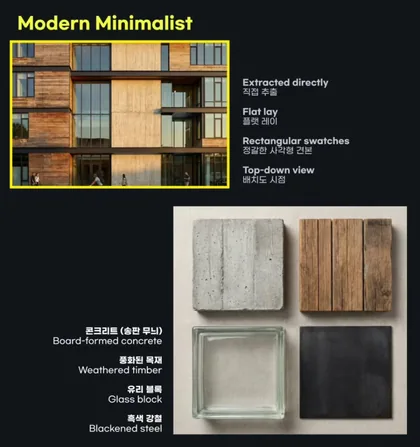 Modern Minimalist
Extracted directly
직접 추출
Flat lay
플랫 레이
Rectangular swatches
정갈한 사각형 견본
Top-down view
배치도 시점
콘크리트 (송판 무늬)
Board-formed concrete
풍화된 목재
Weathered timber
유리 블록
Glass block
흑색 강철
Blackened steel